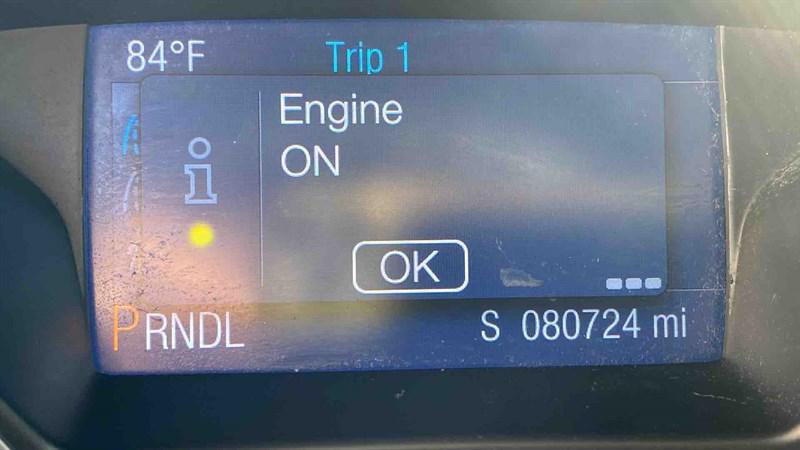 84°F Trip 1
Engine
ON
OK
PRNDL S 080724 mi